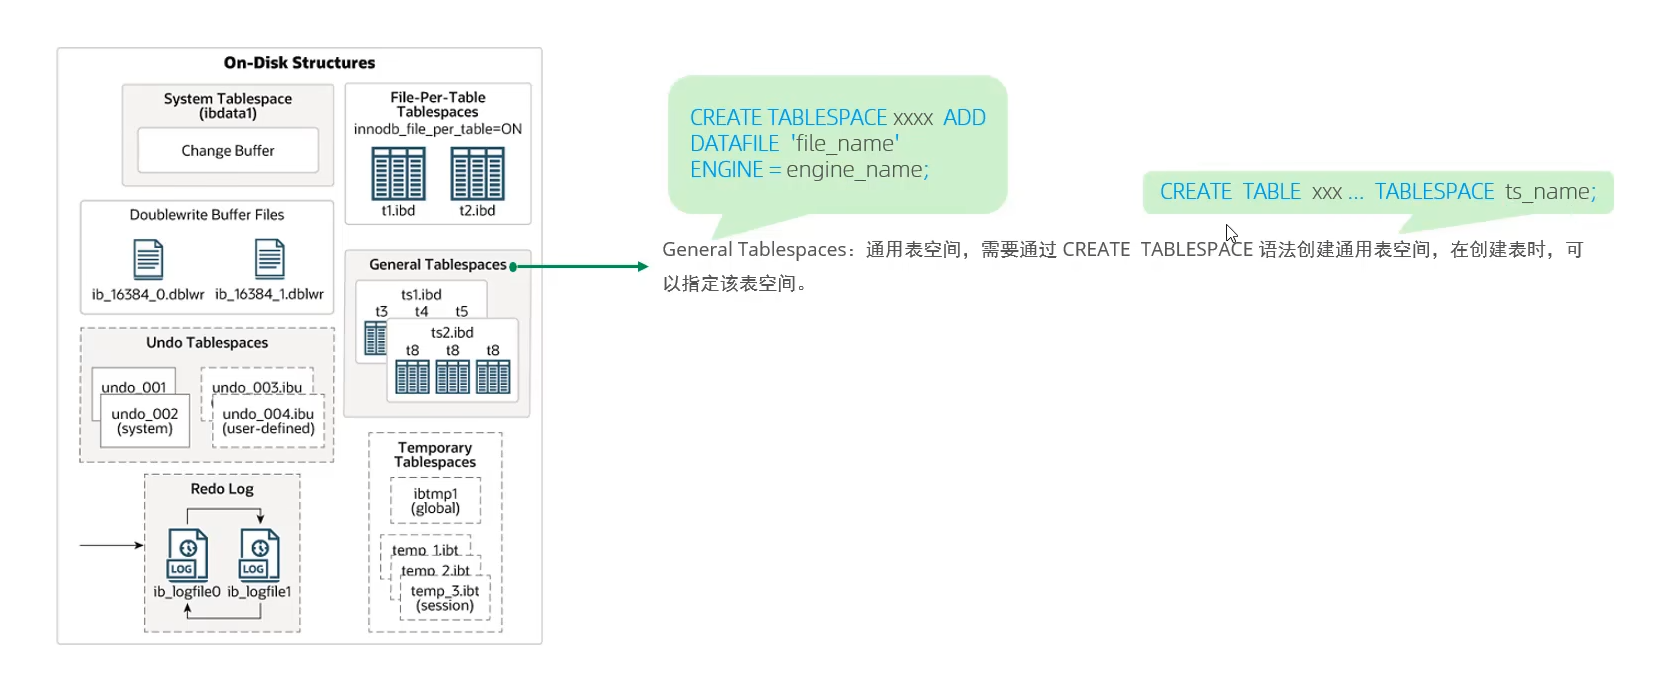 On-Disk Structures
System Tablespace
(ibdata1)
Change Buffer
File-Per-Table
Tablespaces
innodb_file_per_table=ON
t1.ibd t2.ibd
Doublewrite Buffer Files
ib_16384_0.dblwr ib_16384_1.dblwr
General Tablespaces
ts1.ibd
t3 t4 t5
ts2.ibd
t8 t8 t8
Undo Tablespaces
undo_001
undo_002
(system)
undo_003.ibu
undo_004.ibu
(user-defined)
Temporary
Tablespaces
ibtmp1
(global)
temp_1.ibt
temp_2.ibt
temp_3.ibt
(session)
Redo Log
LOG LOG
ib_logfile0 ib_logfile1
CREATE TABLESPACE xxxx ADD
DATAFILE 'file_name'
ENGINE = engine_name;
CREATE TABLE xxx ... TABLESPACE ts_name;
General Tablespaces：通用表空间，需要通过 CREATE TABLESPACE 语法创建通用表空间，在创建表时，可
以指定该表空间。